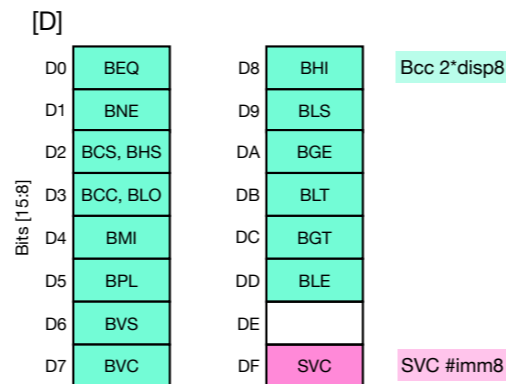 [D]
D0 BEQ D8 BHI Bcc 2*disp8
D1 BNE D9 BLS
D2 BCS, BHS DA BGE
D3 BCC, BLO DB BLT
D4 BMI DC BGT
D5 BPL DD BLE
D6 BVS DE
D7 BVC DF SVC SVC #imm8
Bits [15:8]